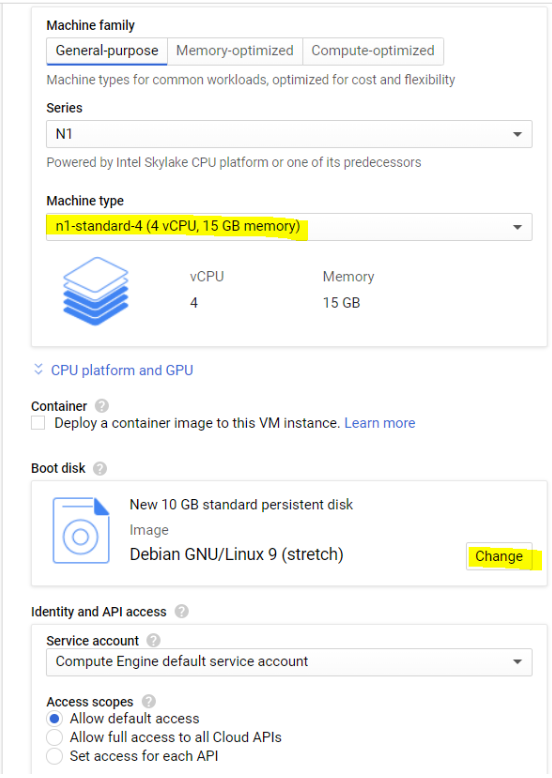 Machine family
General-purpose Memory-optimized Compute-optimized
Machine types for common workloads, optimized for cost and flexibility
Series
N1
Powered by Intel Skylake CPU platform or one of its predecessors
Machine type
n1-standard-4 (4 vCPU, 15 GB memory)
vCPU Memory
4 15 GB
CPU platform and GPU
Container ?
Deploy a container image to this VM instance. Learn more
Boot disk ?
New 10 GB standard persistent disk
Image
Debian GNU/Linux 9 (stretch)
Change
Identity and API access ?
Service account ?
Compute Engine default service account
Access scopes ?
Allow default access
Allow full access to all Cloud APIs
Set access for each API